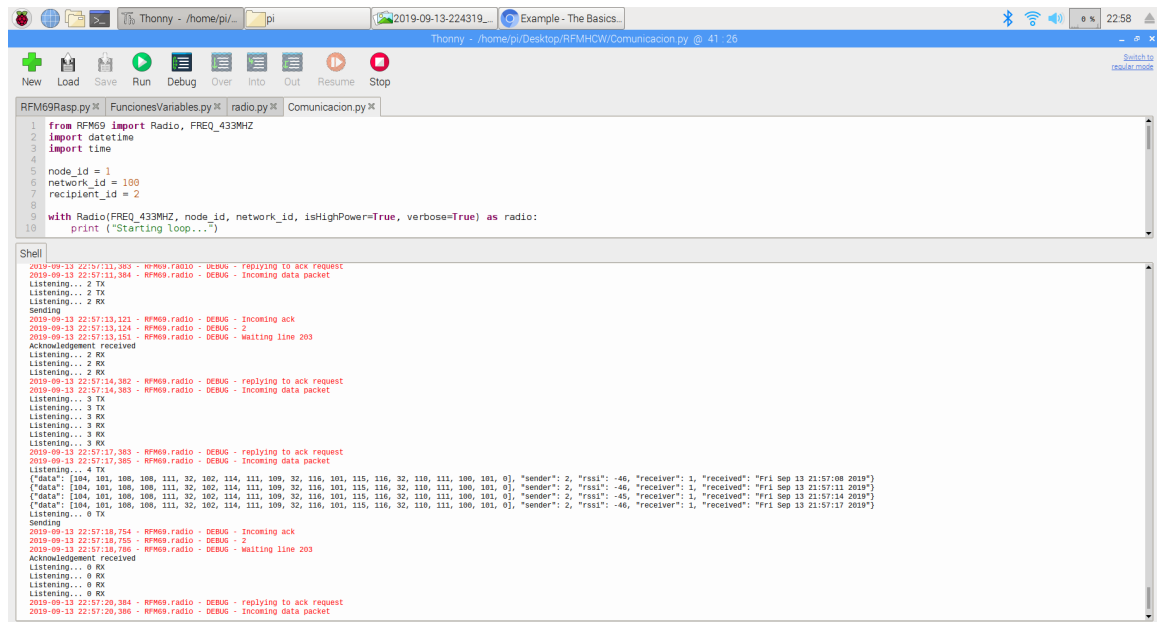 Thonny - /home/pi/...
pi
2019-09-13-224319_...
Example - The Basics...
0 %
22:58
Thonny - /home/pi/Desktop/RFMHCW/Comunicacion.py @ 41 : 26
New Load Save Run Debug Over Into Out Resume Stop
Switch to
regular mode
RFM69Rasp.py FuncionesVariables.py radio.py Comunicacion.py
1 from RFM69 import Radio, FREQ_433MHZ
2 import datetime
3 import time
4
5 node_id = 1
6 network_id = 100
7 recipient_id = 2
8
9 with Radio(FREQ_433MHZ, node_id, network_id, isHighPower=True, verbose=True) as radio:
10 print ("Starting loop...")
Shell
2019-09-13 22:57:11,383 - RFM69.radio - DEBUG - replying to ack request
2019-09-13 22:57:11,384 - RFM69.radio - DEBUG - Incoming data packet
Listening... 2 TX
Listening... 2 TX
Listening... 2 RX
Sending
2019-09-13 22:57:13,121 - RFM69.radio - DEBUG - Incoming ack
2019-09-13 22:57:13,124 - RFM69.radio - DEBUG - 2
2019-09-13 22:57:13,151 - RFM69.radio - DEBUG - Waiting line 203
Acknowledgement received
Listening... 2 RX
Listening... 2 RX
Listening... 2 RX
2019-09-13 22:57:14,382 - RFM69.radio - DEBUG - replying to ack request
2019-09-13 22:57:14,383 - RFM69.radio - DEBUG - Incoming data packet
Listening... 3 TX
Listening... 3 TX
Listening... 3 RX
Listening... 3 RX
Listening... 3 RX
Listening... 3 RX
2019-09-13 22:57:17,383 - RFM69.radio - DEBUG - replying to ack request
2019-09-13 22:57:17,385 - RFM69.radio - DEBUG - Incoming data packet
Listening... 4 TX
{"data": [104, 101, 108, 108, 111, 32, 102, 114, 111, 109, 32, 116, 101, 115, 116, 32, 110, 111, 100, 101, 0], "sender": 2, "rssi": -46, "receiver": 1, "received": "Fri Sep 13 21:57:08 2019"}
{"data": [104, 101, 108, 108, 111, 32, 102, 114, 111, 109, 32, 116, 101, 115, 116, 32, 110, 111, 100, 101, 0], "sender": 2, "rssi": -46, "receiver": 1, "received": "Fri Sep 13 21:57:11 2019"}
{"data": [104, 101, 108, 108, 111, 32, 102, 114, 111, 109, 32, 116, 101, 115, 116, 32, 110, 111, 100, 101, 0], "sender": 2, "rssi": -45, "receiver": 1, "received": "Fri Sep 13 21:57:14 2019"}
{"data": [104, 101, 108, 108, 111, 32, 102, 114, 111, 109, 32, 116, 101, 115, 116, 32, 110, 111, 100, 101, 0], "sender": 2, "rssi": -46, "receiver": 1, "received": "Fri Sep 13 21:57:17 2019"}
Listening... 0 TX
Sending
2019-09-13 22:57:18,754 - RFM69.radio - DEBUG - Incoming ack
2019-09-13 22:57:18,755 - RFM69.radio - DEBUG - 2
2019-09-13 22:57:18,786 - RFM69.radio - DEBUG - Waiting line 203
Acknowledgement received
Listening... 0 RX
Listening... 0 RX
Listening... 0 RX
Listening... 0 RX
2019-09-13 22:57:20,384 - RFM69.radio - DEBUG - replying to ack request
2019-09-13 22:57:20,386 - RFM69.radio - DEBUG - Incoming data packet